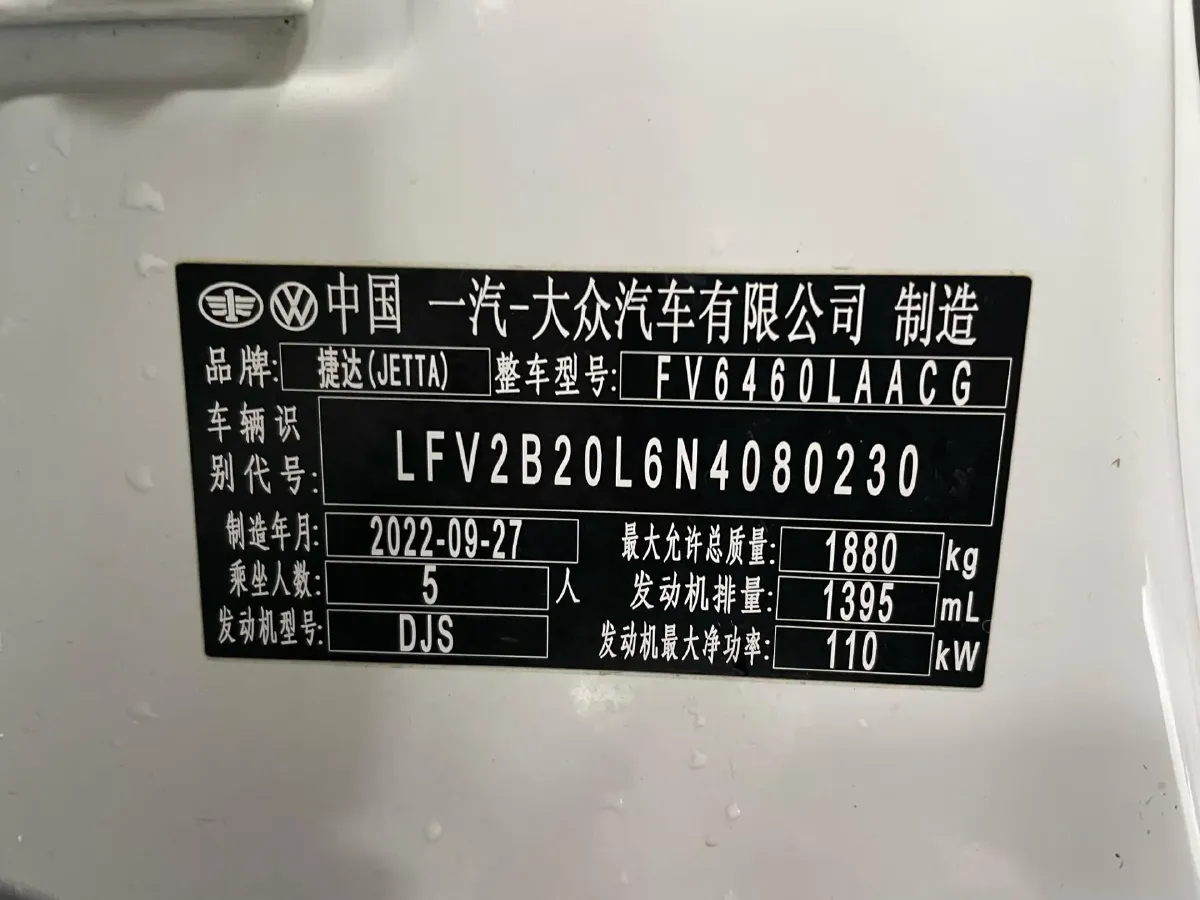 中国 一汽-大众汽车有限公司 制造
品牌: 捷达(JETTA) 整车型号: FV6460LAACG
车辆识别代号: LFV2B20L6N4080230
制造年月: 2022-09-27 最大允许总质量: 1880 kg
乘坐人数: 5 人 发动机排量: 1395 mL
发动机型号: DJS 发动机最大净功率: 110 kW